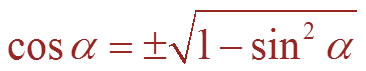 cos α = ±√1 − sin² α